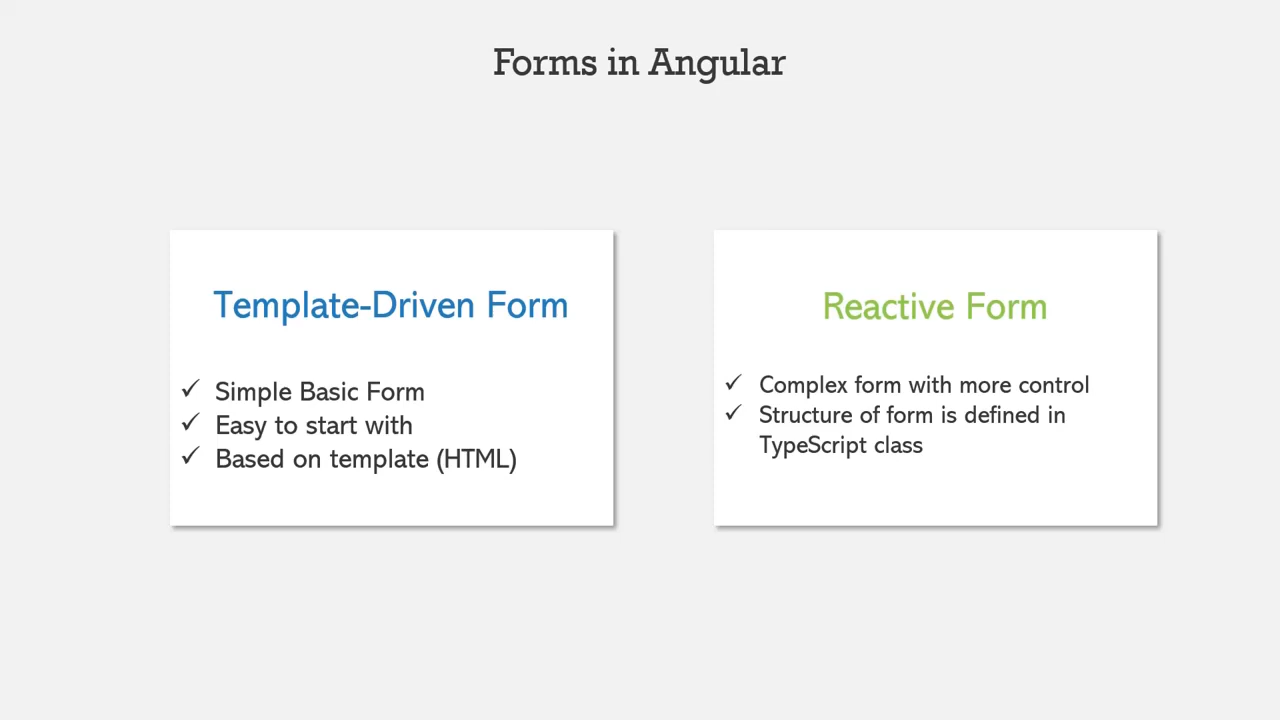 Forms in Angular
Template-Driven Form
✓ Simple Basic Form
✓ Easy to start with
✓ Based on template (HTML)
Reactive Form
✓ Complex form with more control
✓ Structure of form is defined in
TypeScript class